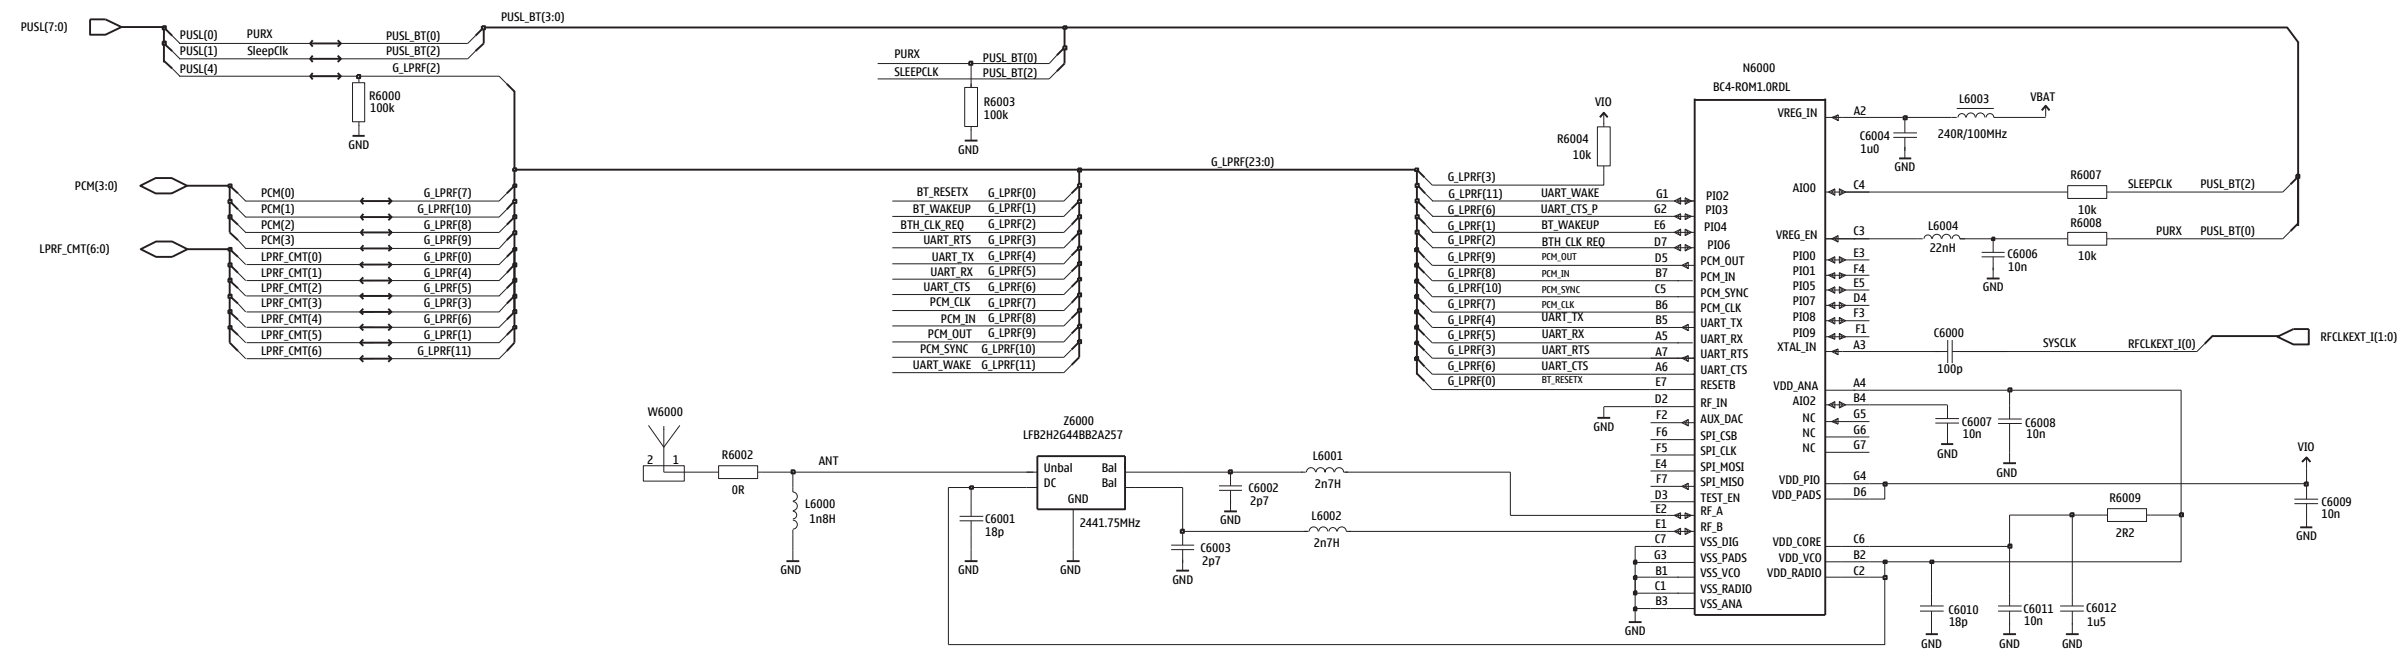 PUSL(7:0)
PUSL(0) PURX PUSL_BT(0)
PUSL(1) SleepClk PUSL_BT(2)
PUSL(4) G_LPRF(2)
PUSL_BT(3:0)
R6000
100k
GND
PURX PUSL_BT(0)
SLEEPCLK PUSL_BT(2)
R6003
100k
GND
PCM(3:0)
PCM(0) G_LPRF(7)
PCM(1) G_LPRF(10)
PCM(2) G_LPRF(8)
PCM(3) G_LPRF(9)
LPRF_CMT(6:0)
LPRF_CMT(0) G_LPRF(0)
LPRF_CMT(1) G_LPRF(4)
LPRF_CMT(2) G_LPRF(5)
LPRF_CMT(3) G_LPRF(3)
LPRF_CMT(4) G_LPRF(6)
LPRF_CMT(5) G_LPRF(1)
LPRF_CMT(6) G_LPRF(11)
G_LPRF(23:0)
BT_RESETX G_LPRF(0)
BT_WAKEUP G_LPRF(1)
BTH_CLK_REQ G_LPRF(2)
UART_RTS G_LPRF(3)
UART_TX G_LPRF(4)
UART_RX G_LPRF(5)
UART_CTS G_LPRF(6)
PCM_CLK G_LPRF(7)
PCM_IN G_LPRF(8)
PCM_OUT G_LPRF(9)
PCM_SYNC G_LPRF(10)
UART_WAKE G_LPRF(11)
VIO
R6004
10k
G_LPRF(3)
G_LPRF(11) UART_WAKE G1 PIO2
G_LPRF(6) UART_CTS_P G2 PIO3
G_LPRF(1) BT_WAKEUP E6 PIO4
G_LPRF(2) BTH_CLK_REQ D7 PIO6
G_LPRF(9) PCM_OUT D5 PCM_OUT
G_LPRF(8) PCM_IN B7 PCM_IN
G_LPRF(10) PCM_SYNC C5 PCM_SYNC
G_LPRF(7) PCM_CLK B6 PCM_CLK
G_LPRF(4) UART_TX B5 UART_TX
G_LPRF(5) UART_RX A5 UART_RX
G_LPRF(3) UART_RTS A7 UART_RTS
G_LPRF(6) UART_CTS A6 UART_CTS
G_LPRF(0) BT_RESETX E7 RESETB
GND D2 RF_IN
F2 AUX_DAC
F6 SPI_CSB
F5 SPI_CLK
E4 SPI_MOSI
F7 SPI_MISO
D3 TEST_EN
E2 RF_A
E1 RF_B
C7 VSS_DIG
G3 VSS_PADS
B1 VSS_VCO
C1 VSS_RADIO
B3 VSS_ANA
GND
N6000
BC4-ROM1.0RDL
VREG_IN A2
C6004
1u0
GND
L6003
240R/100MHz
VBAT
AIO0 C4
R6007
10k
SLEEPCLK PUSL_BT(2)
VREG_EN C3
L6004
22nH
C6006
10n
GND
R6008
10k
PURX PUSL_BT(0)
PIO0 E3
PIO1 F4
PIO5 E5
PIO7 D4
PIO8 F3
PIO9 F1
XTAL_IN A3
C6000
100p
SYSCLK RFCLKEXT_I(0)
RFCLKEXT_I(1:0)
VDD_ANA A4
AIO2 B4
NC G5
NC G6
NC G7
C6007
10n
GND
C6008
10n
GND
VDD_PIO G4
VDD_PADS D6
VIO
C6009
10n
GND
R6009
2R2
VDD_CORE C6
VDD_VCO B2
VDD_RADIO C2
C6010
18p
GND
C6011
10n
GND
C6012
1u5
GND
W6000
2 1
R6002
0R
ANT
L6000
1n8H
GND
Z6000
LFB2H2G44BB2A257
Unbal Bal
DC Bal
GND
2441.75MHz
GND
C6001
18p
GND
C6002
2p7
GND
C6003
2p7
GND
L6001
2n7H
L6002
2n7H